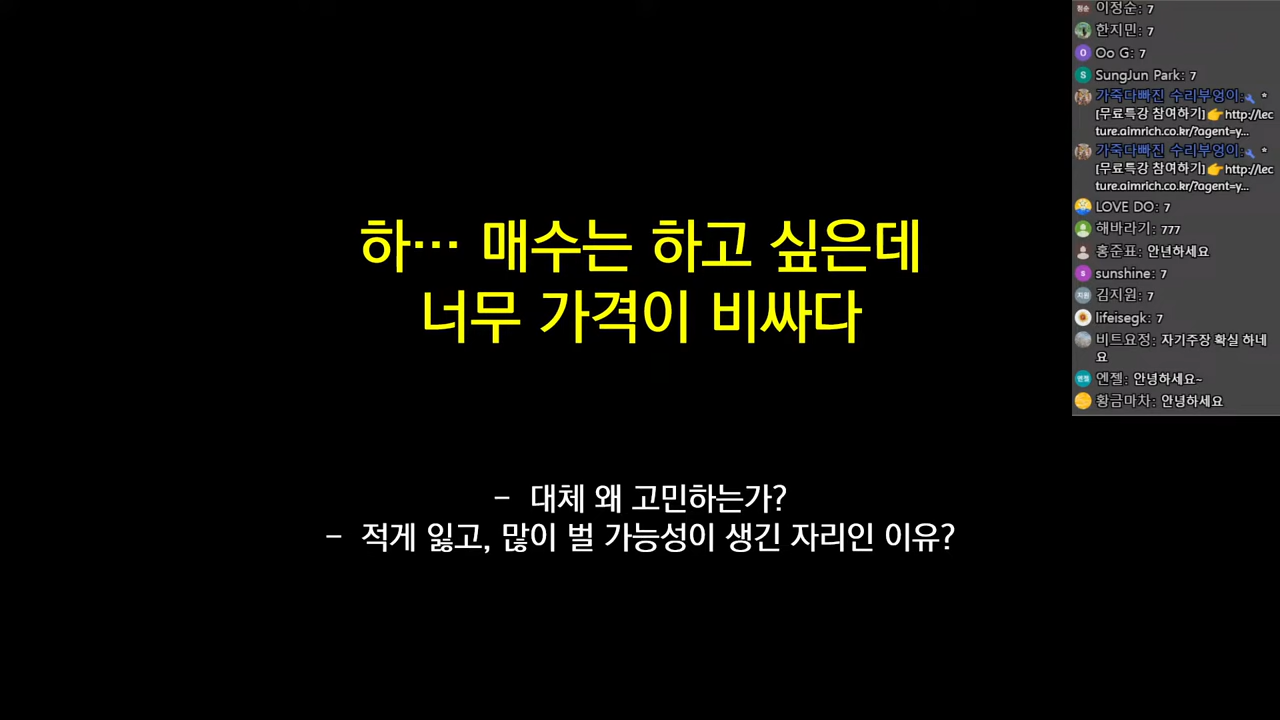 하… 매수는 하고 싶은데
너무 가격이 비싸다
- 대체 왜 고민하는가?
- 적게 잃고, 많이 벌 가능성이 생긴 자리인 이유?
이정순: 7
한지민: 7
O Oo G: 7
S SungJun Park: 7
가죽다빠진 수리부엉이: *
[무료특강 참여하기]👉http://lec
ture.aimrich.co.kr/?agent=y...
가죽다빠진 수리부엉이: *
[무료특강 참여하기]👉http://lec
ture.aimrich.co.kr/?agent=y...
LOVE DO: 7
해바라기: 777
홍준표: 안녕하세요
s sunshine: 7
지원 김지원: 7
lifeisegk: 7
비트요정: 자기주장 확실 하네
요
엔젤 엔젤: 안녕하세요~
황금마차: 안녕하세요